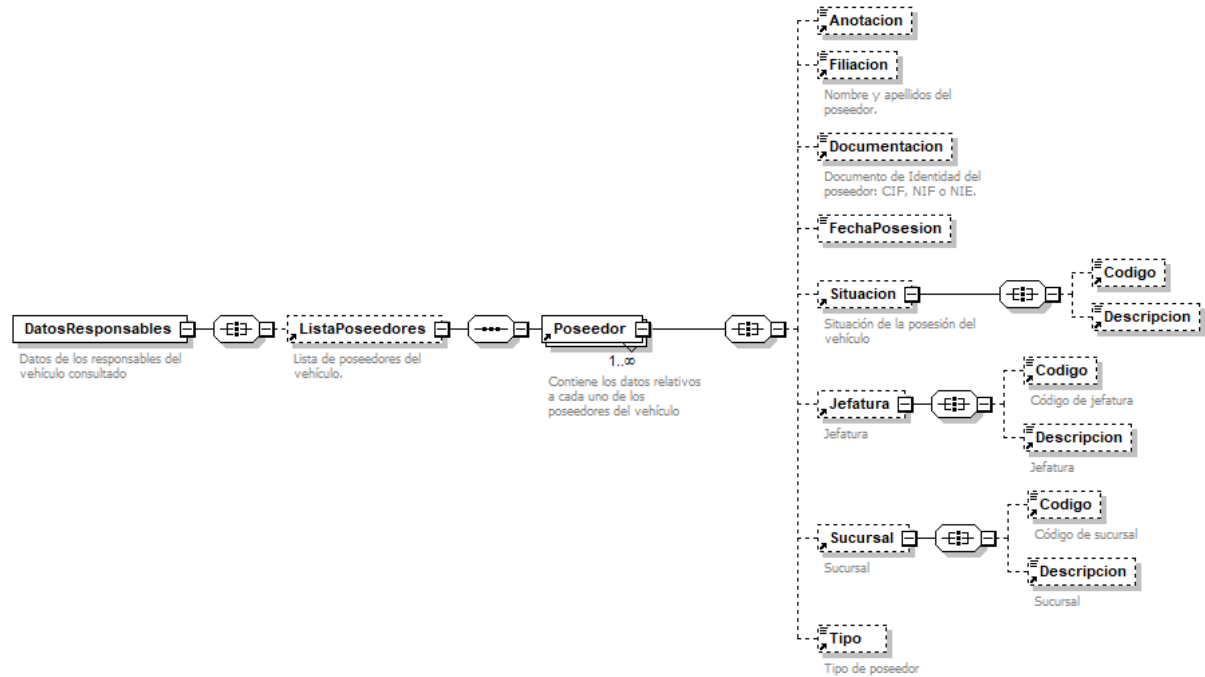 Anotacion
Filiacion
Nombre y apellidos del
poseedor.
Documentacion
Documento de Identidad del
poseedor: CIF, NIF o NIE.
FechaPosesion
Situacion
Situación de la posesión del
vehículo
Codigo
Descripcion
DatosResponsables
Datos de los responsables del
vehículo consultado
ListaPoseedores
Lista de poseedores del
vehículo.
Poseedor
1..∞
Contiene los datos relativos
a cada uno de los
poseedores del vehículo
Jefatura
Jefatura
Codigo
Código de jefatura
Descripcion
Jefatura
Sucursal
Sucursal
Codigo
Código de sucursal
Descripcion
Sucursal
Tipo
Tipo de poseedor